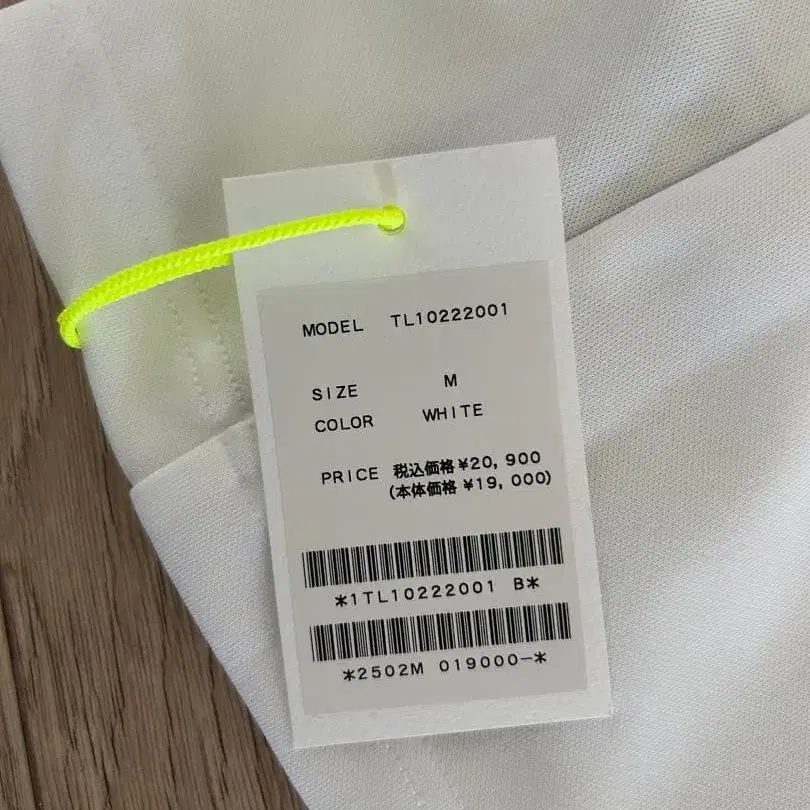 MODEL TL10222001
SIZE M
COLOR WHITE
PRICE 税込価格 ¥20,900
(本体価格 ¥19,000)
*1TL10222001 B*
*2502M 019000-*